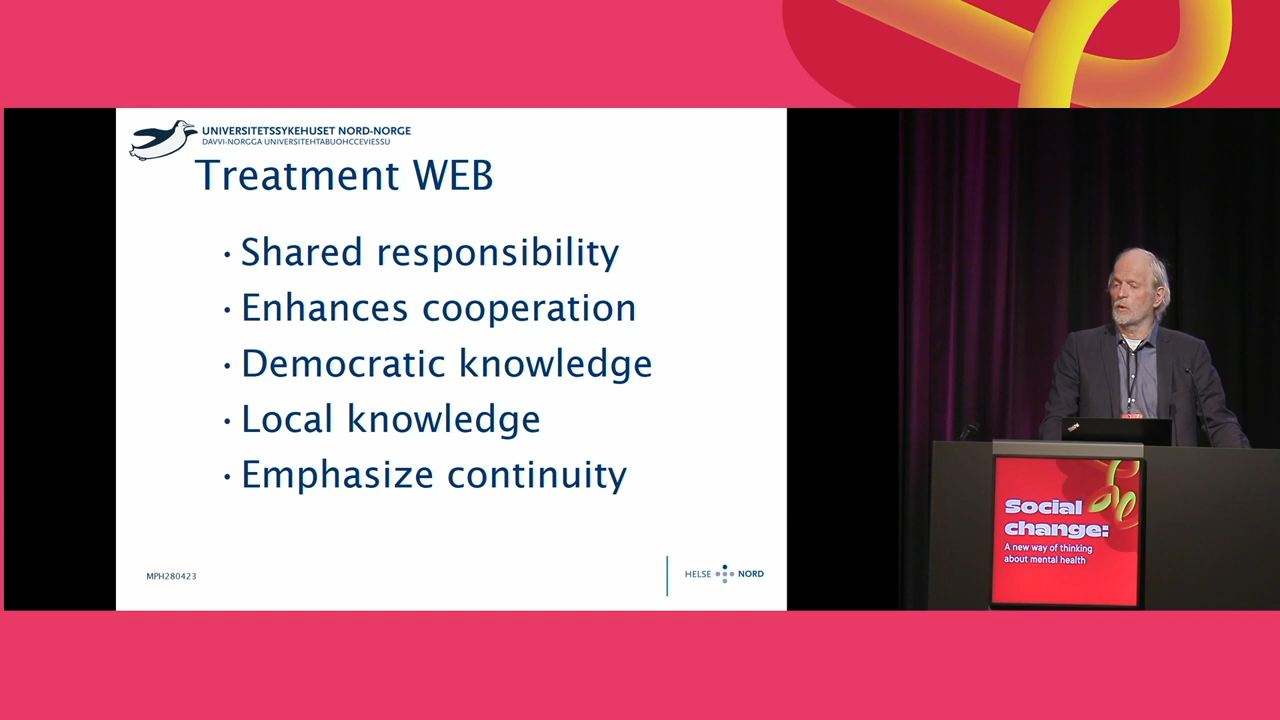 UNIVERSITETSSYKEHUSET NORD-NORGE
DAVVI-NORGGA UNIVERSITEHTABUOHCCEVIESSU
Treatment WEB
· Shared responsibility
· Enhances cooperation
· Democratic knowledge
· Local knowledge
· Emphasize continuity
MPH280423
HELSE NORD
Social
change:
A new way of thinking
about mental health